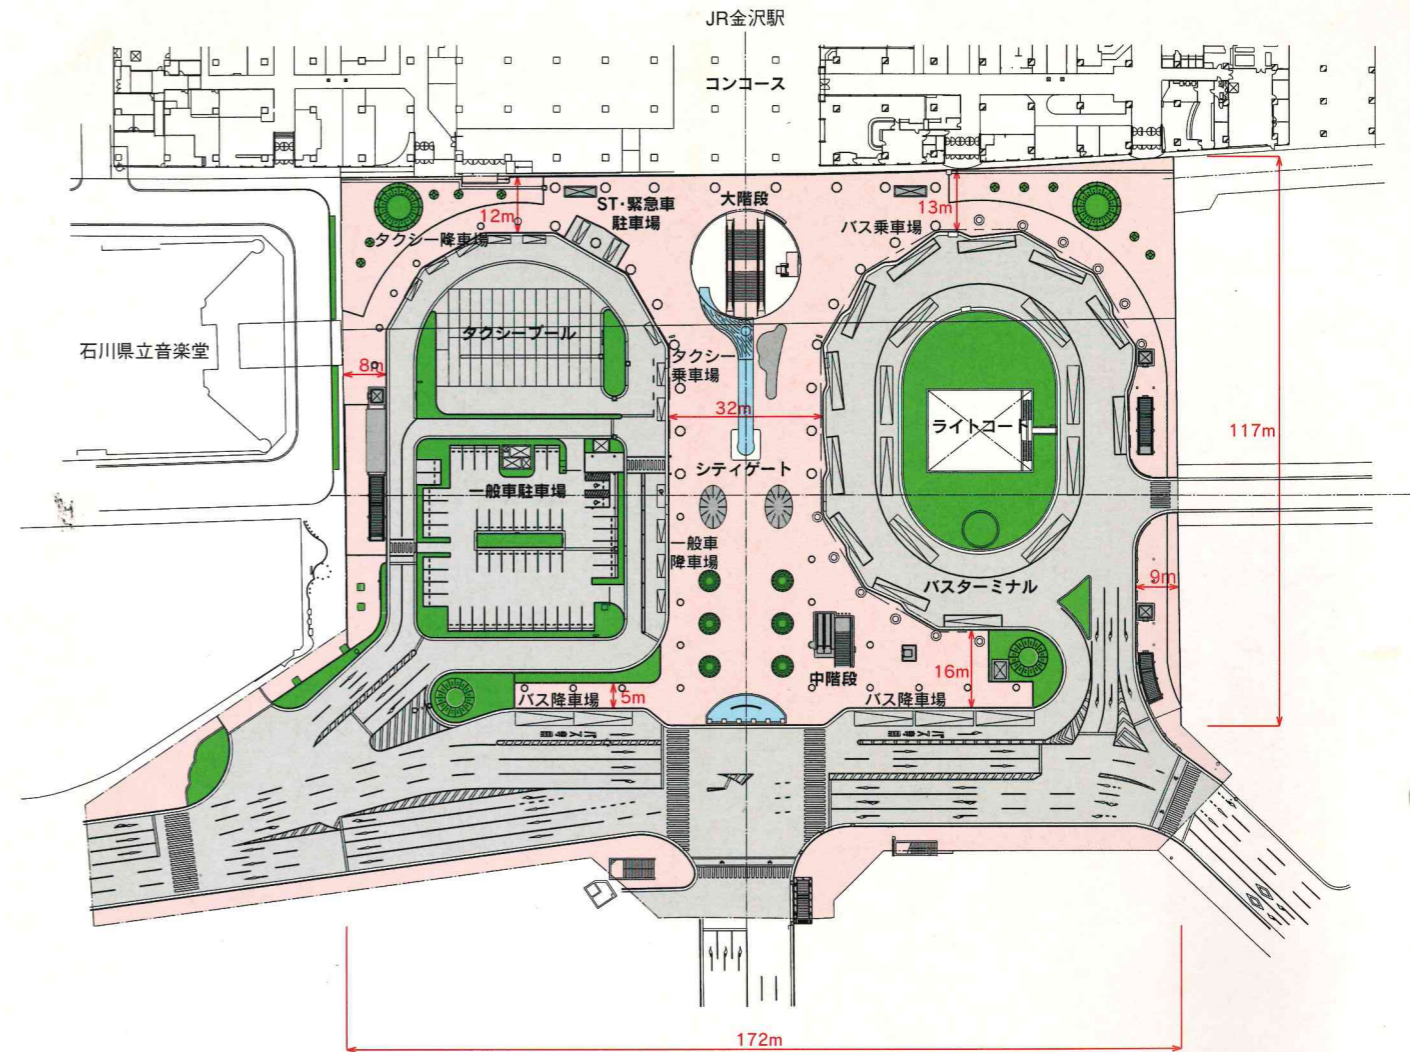 JR金沢駅
コンコース
12m
ST・緊急車
駐車場
大階段
13m
バス乗車場
タクシー降車場
タクシープール
石川県立音楽堂
8m
タクシー
乗車場
32m
ライトコート
117m
シティゲート
一般車駐車場
一般車
降車場
バスターミナル
9m
16m
中階段
バス降車場
5m
バス降車場
172m